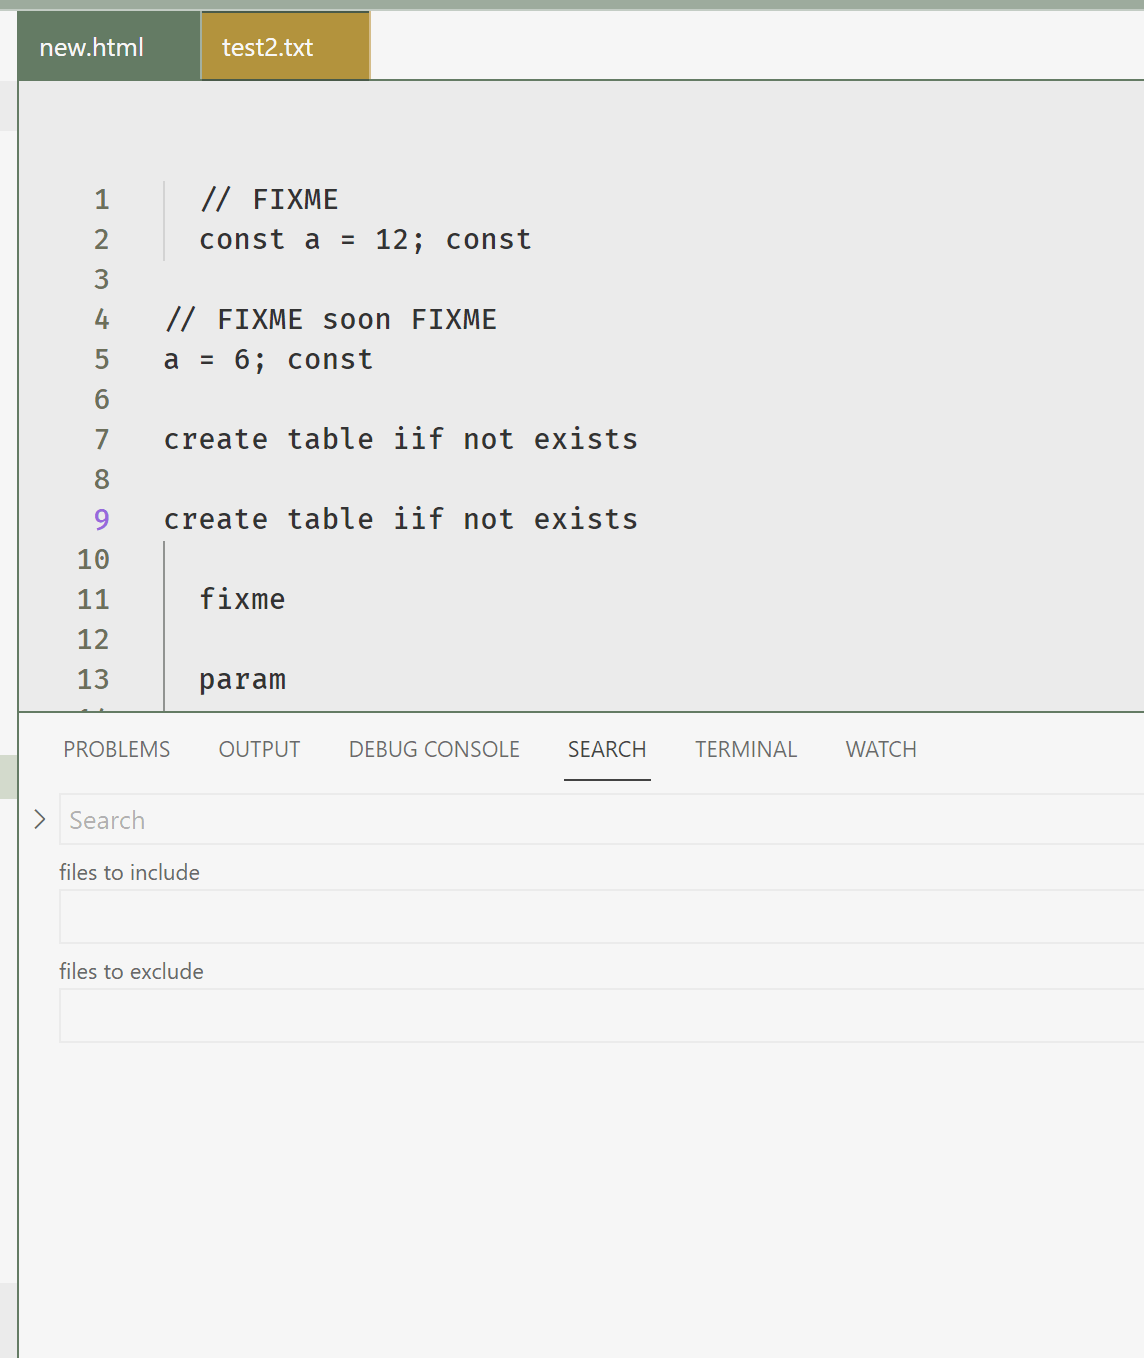 new.html test2.txt
1 // FIXME
2 const a = 12; const
3
4 // FIXME soon FIXME
5 a = 6; const
6
7 create table iif not exists
8
9 create table iif not exists
10
11 fixme
12
13 param
PROBLEMS OUTPUT DEBUG CONSOLE SEARCH TERMINAL WATCH
Search
files to include
files to exclude